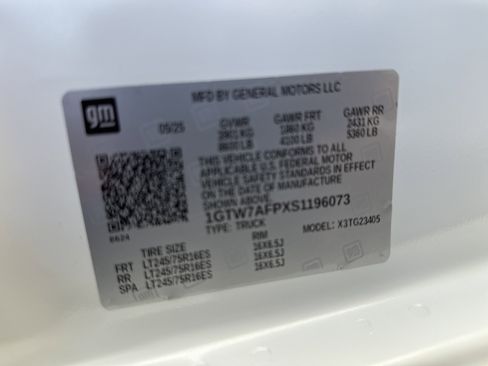 gm
MFD BY GENERAL MOTORS LLC
05/25 GVWR GAWR FRT GAWR RR
3901 KG 1860 KG 2431 KG
8600 LB 4100 LB 5360 LB
THIS VEHICLE CONFORMS TO ALL
APPLICABLE U.S. FEDERAL MOTOR
VEHICLE SAFETY STANDARDS IN EFFECT
ON THE DATE OF MANUFACTURE
SHOWN ABOVE.
1GTW7AFPXS1196073
TYPE: TRUCK MODEL: X3TG23405
8624
TIRE SIZE RIM
FRT LT245/75R16ES 16X6.5J
RR LT245/75R16ES 16X6.5J
SPA LT245/75R16ES 16X6.5J